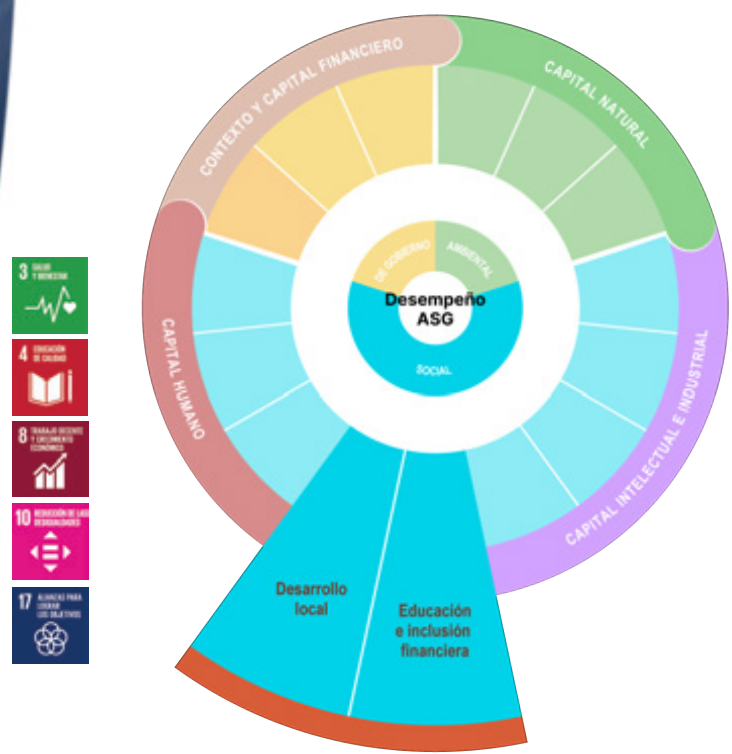 CONTEXTO Y CAPITAL FINANCIERO
CAPITAL NATURAL
CAPITAL HUMANO
CAPITAL INTELECTUAL E INDUSTRIAL
DE GOBIERNO
AMBIENTAL
Desempeño
ASG
SOCIAL
Desarrollo
local
Educación
e inclusión
financiera
3 SALUD
Y BIENESTAR
4 EDUCACIÓN
DE CALIDAD
8 TRABAJO DECENTE
Y CRECIMIENTO
ECONÓMICO
10 REDUCCIÓN DE LAS
DESIGUALDADES
17 ALIANZAS PARA
LOGRAR
LOS OBJETIVOS